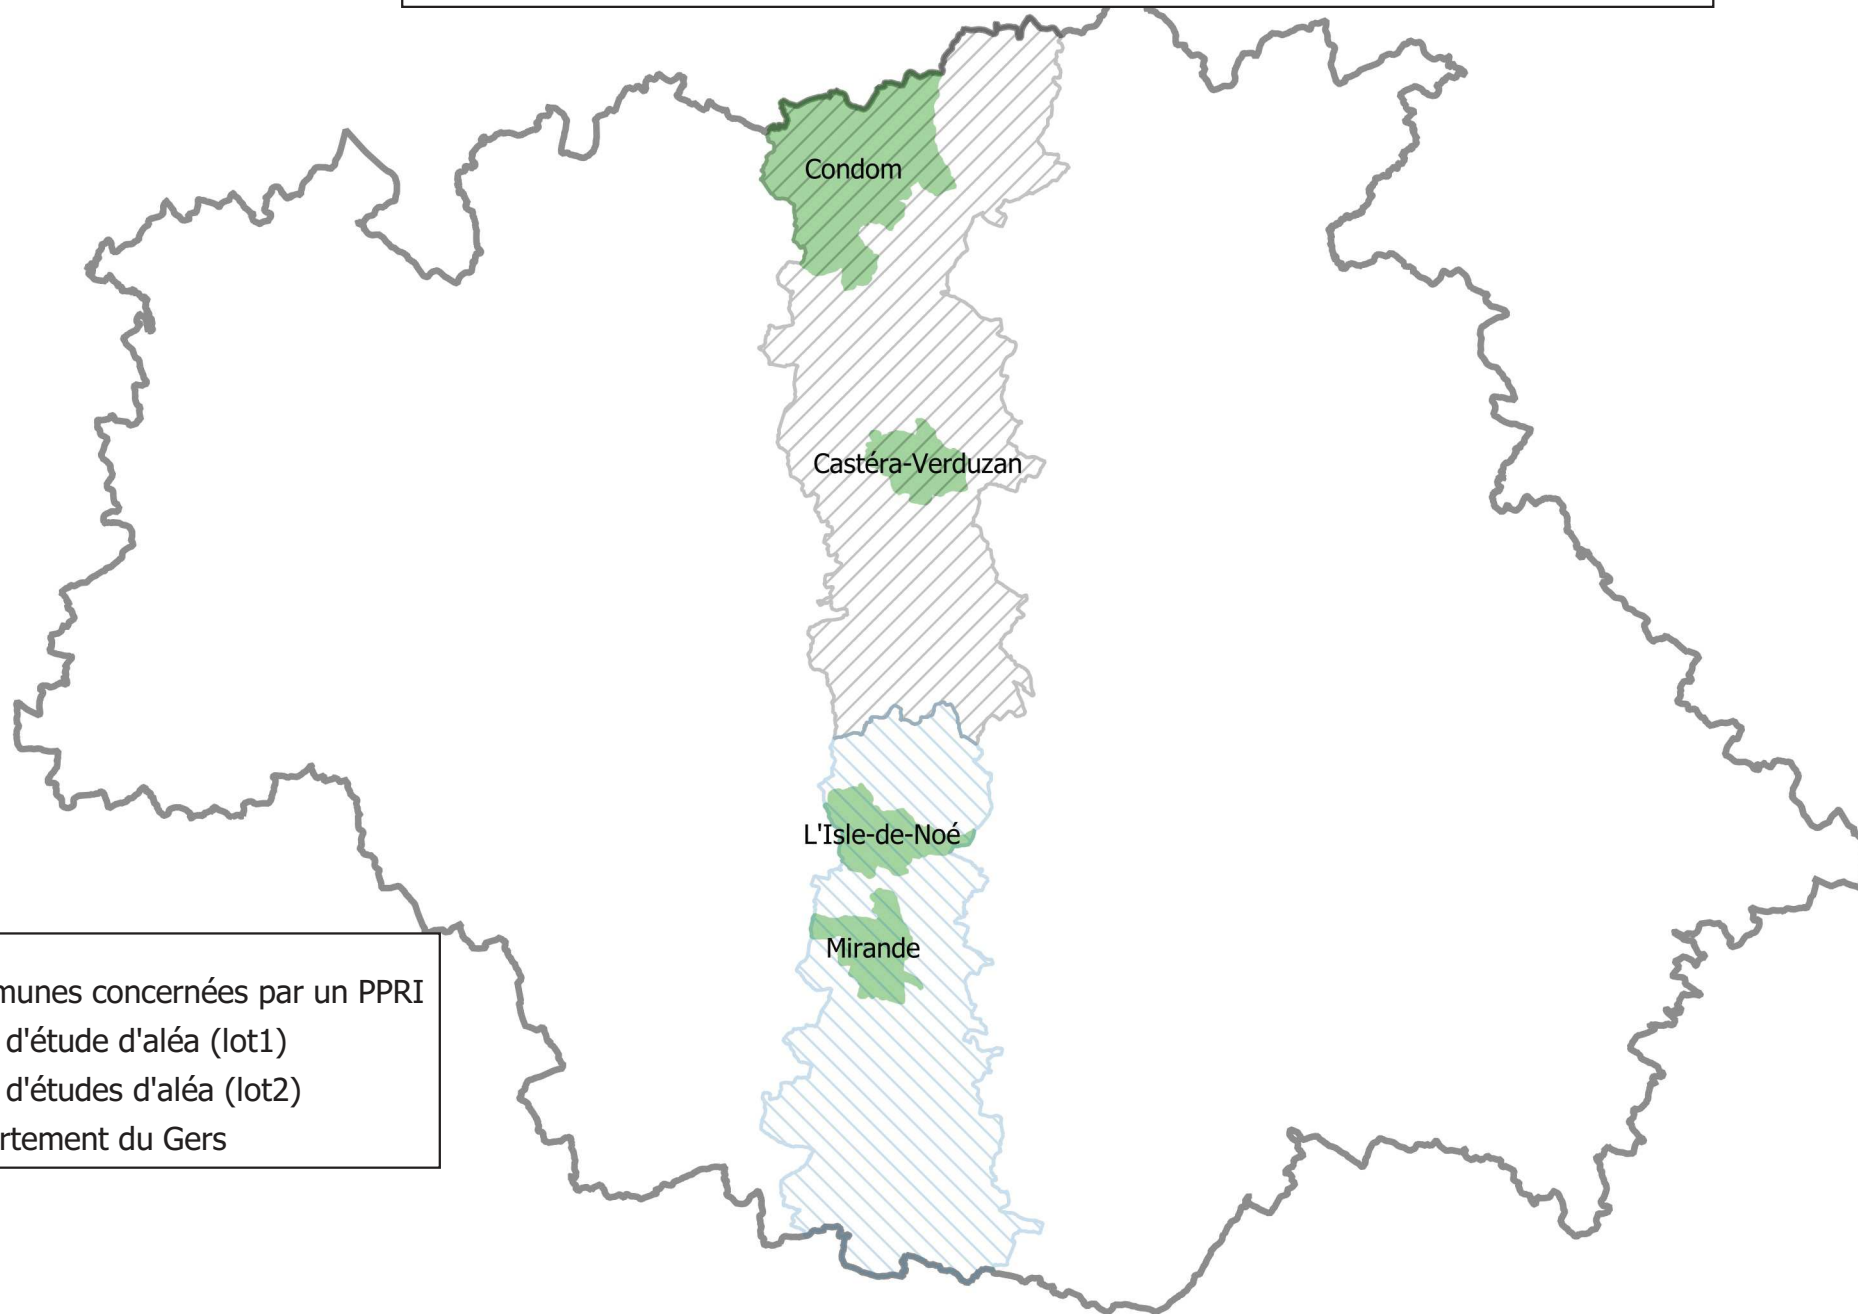 Condom
Castéra-Verduzan
L'Isle-de-Noé
Mirande
munes concernées par un PPRI
d'étude d'aléa (lot1)
d'études d'aléa (lot2)
rtement du Gers